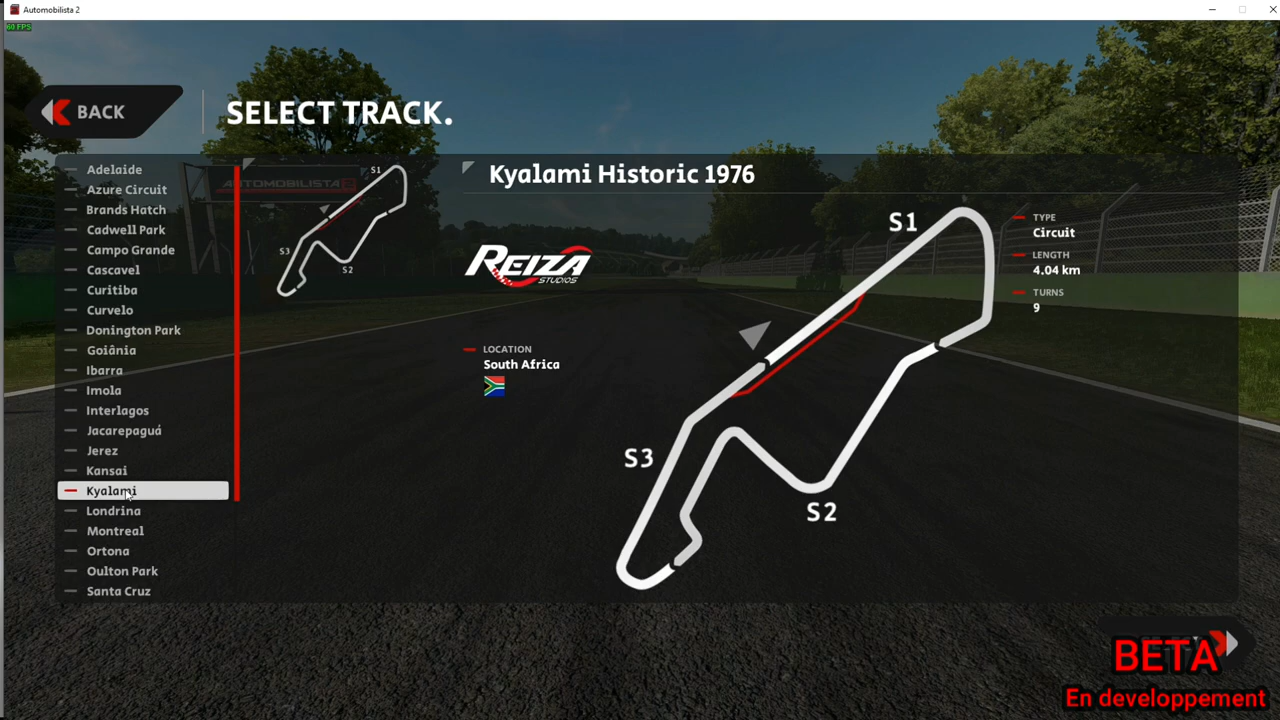 Automobilista 2
60 FPS
BACK
SELECT TRACK.
Adelaide
Azure Circuit
Brands Hatch
Cadwell Park
Campo Grande
Cascavel
Curitiba
Curvelo
Donington Park
Goiânia
Ibarra
Imola
Interlagos
Jacarepaguá
Jerez
Kansai
Kyalami
Londrina
Montreal
Ortona
Oulton Park
Santa Cruz
AUTOMOBILISTA 2
S1
S3
S2
Kyalami Historic 1976
REIZA
STUDIOS
LOCATION
South Africa
S1
S3
S2
TYPE
Circuit
LENGTH
4.04 km
TURNS
9
BETA
En developpement